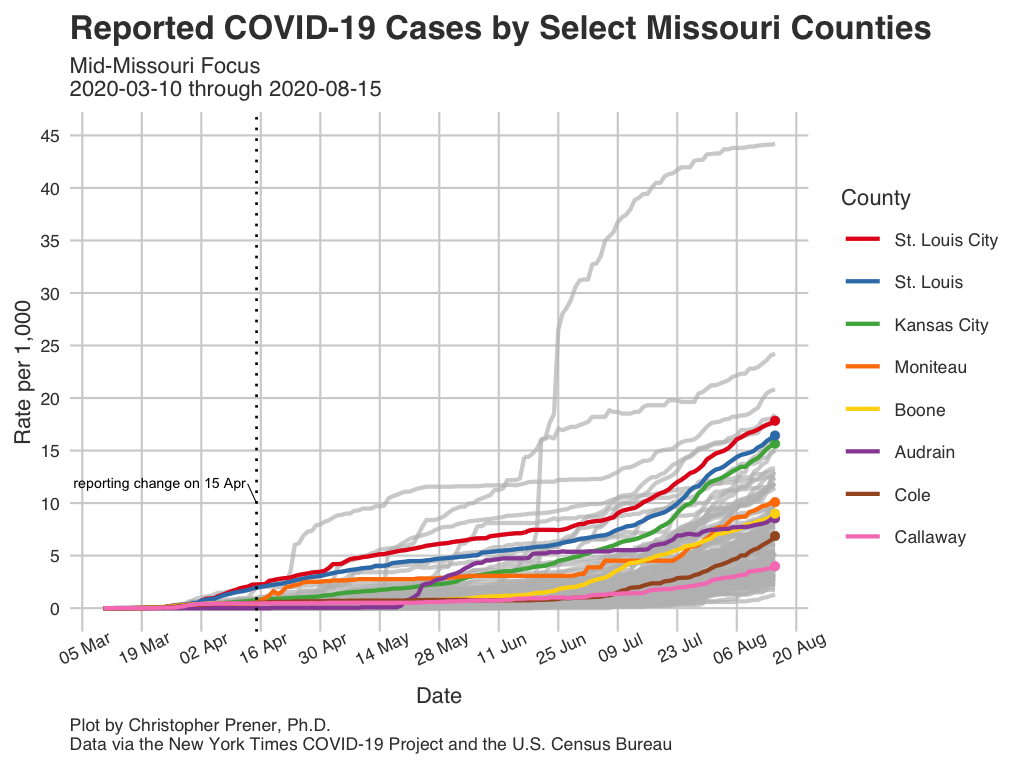 Reported COVID-19 Cases by Select Missouri Counties
Mid-Missouri Focus
2020-03-10 through 2020-08-15
45
40
35
30
25
20
15
10
5
0
Rate per 1,000
reporting change on 15 Apr
05 Mar
19 Mar
02 Apr
16 Apr
30 Apr
14 May
28 May
11 Jun
25 Jun
09 Jul
23 Jul
06 Aug
20 Aug
Date
County
St. Louis City
St. Louis
Kansas City
Moniteau
Boone
Audrain
Cole
Callaway
Plot by Christopher Prener, Ph.D.
Data via the New York Times COVID-19 Project and the U.S. Census Bureau